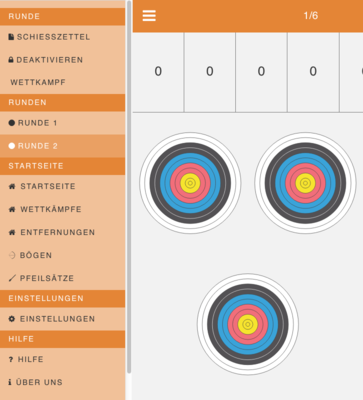 RUNDE
SCHIESSZETTEL
DEAKTIVIEREN
WETTKAMPF
RUNDEN
RUNDE 1
RUNDE 2
STARTSEITE
STARTSEITE
WETTKÄMPFE
ENTFERNUNGEN
BÖGEN
PFEILSÄTZE
EINSTELLUNGEN
EINSTELLUNGEN
HILFE
? HILFE
ÜBER UNS
1/6
0 0 0 0